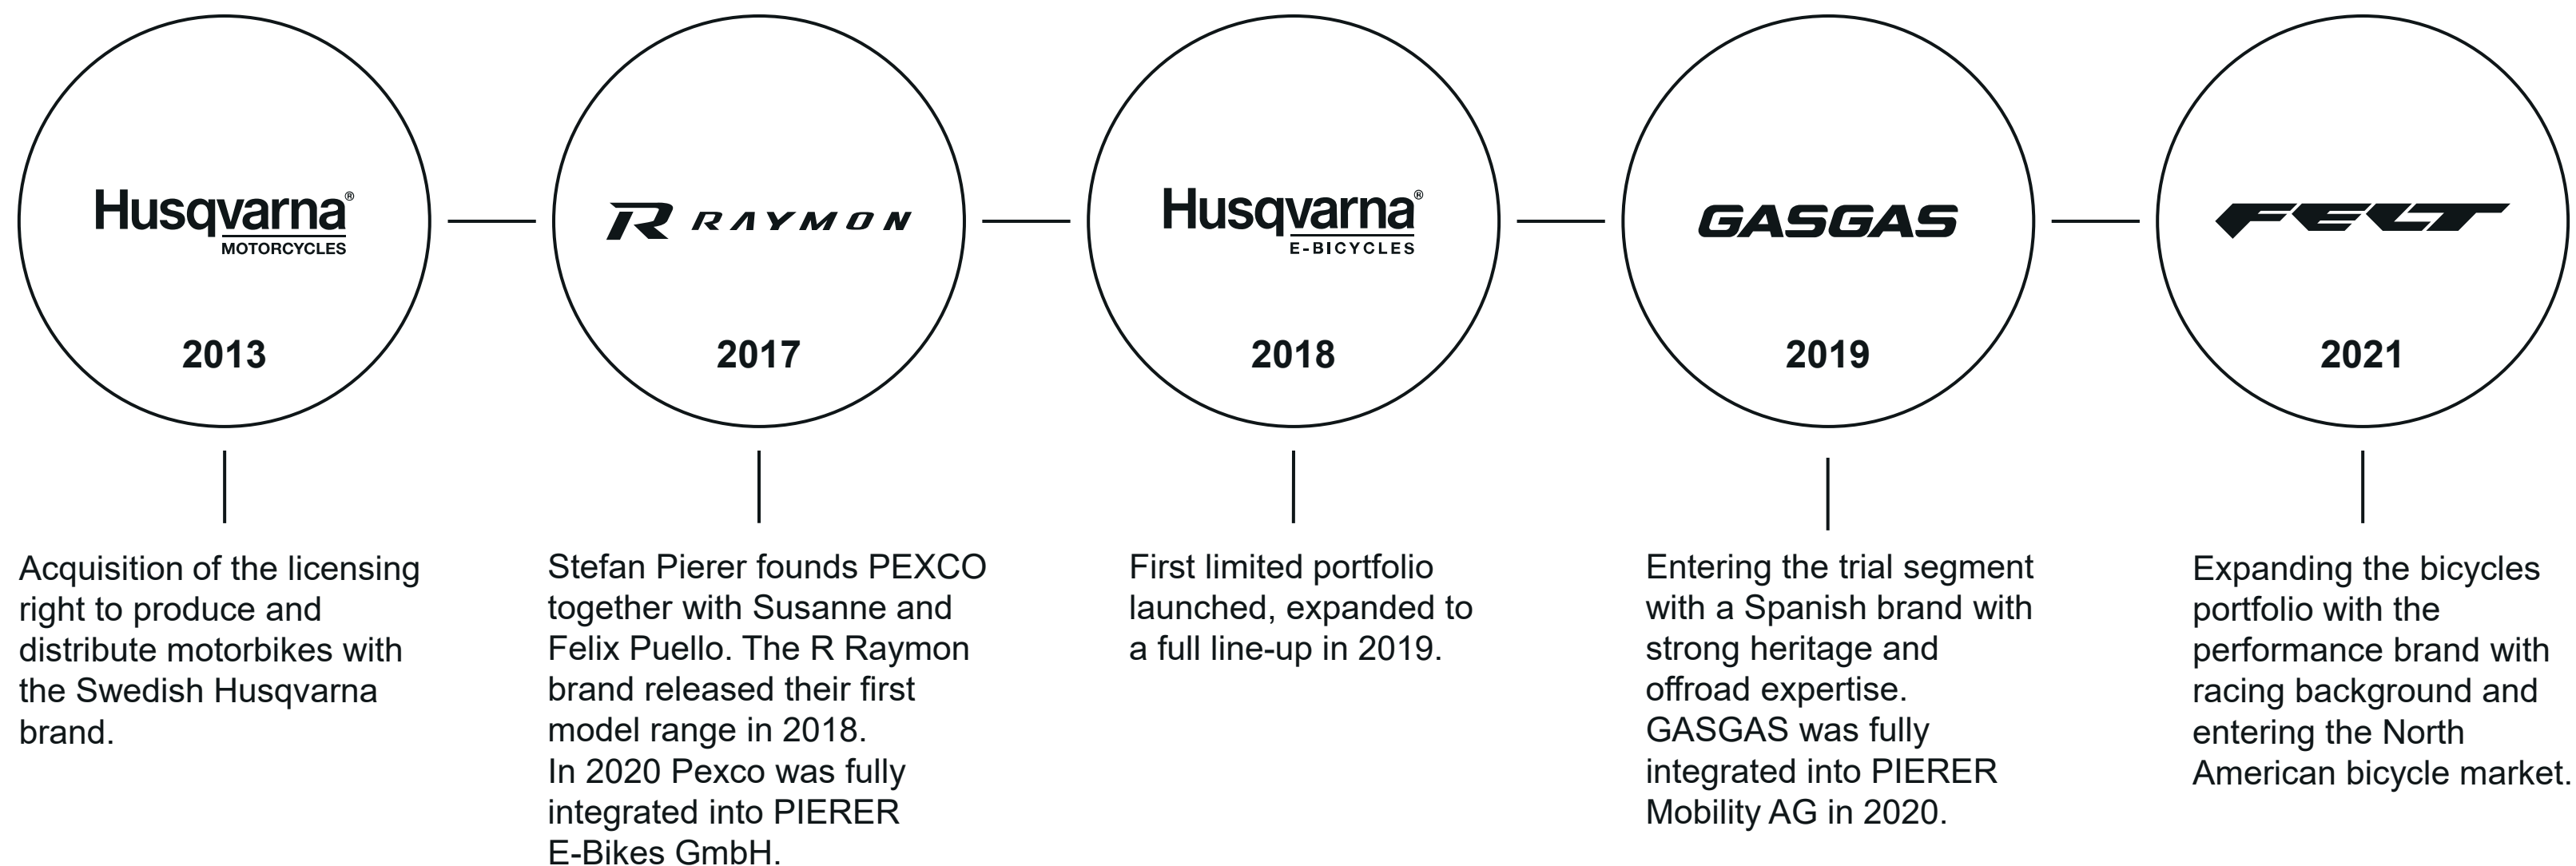 Husqvarna®
MOTORCYCLES
2013
Acquisition of the licensing
right to produce and
distribute motorbikes with
the Swedish Husqvarna
brand.
R RAYMON
2017
Stefan Pierer founds PEXCO
together with Susanne and
Felix Puello. The R Raymon
brand released their first
model range in 2018.
In 2020 Pexco was fully
integrated into PIERER
E-Bikes GmbH.
Husqvarna®
E-BICYCLES
2018
First limited portfolio
launched, expanded to
a full line-up in 2019.
GASGAS
2019
Entering the trial segment
with a Spanish brand with
strong heritage and
offroad expertise.
GASGAS was fully
integrated into PIERER
Mobility AG in 2020.
FELT
2021
Expanding the bicycles
portfolio with the
performance brand with
racing background and
entering the North
American bicycle market.